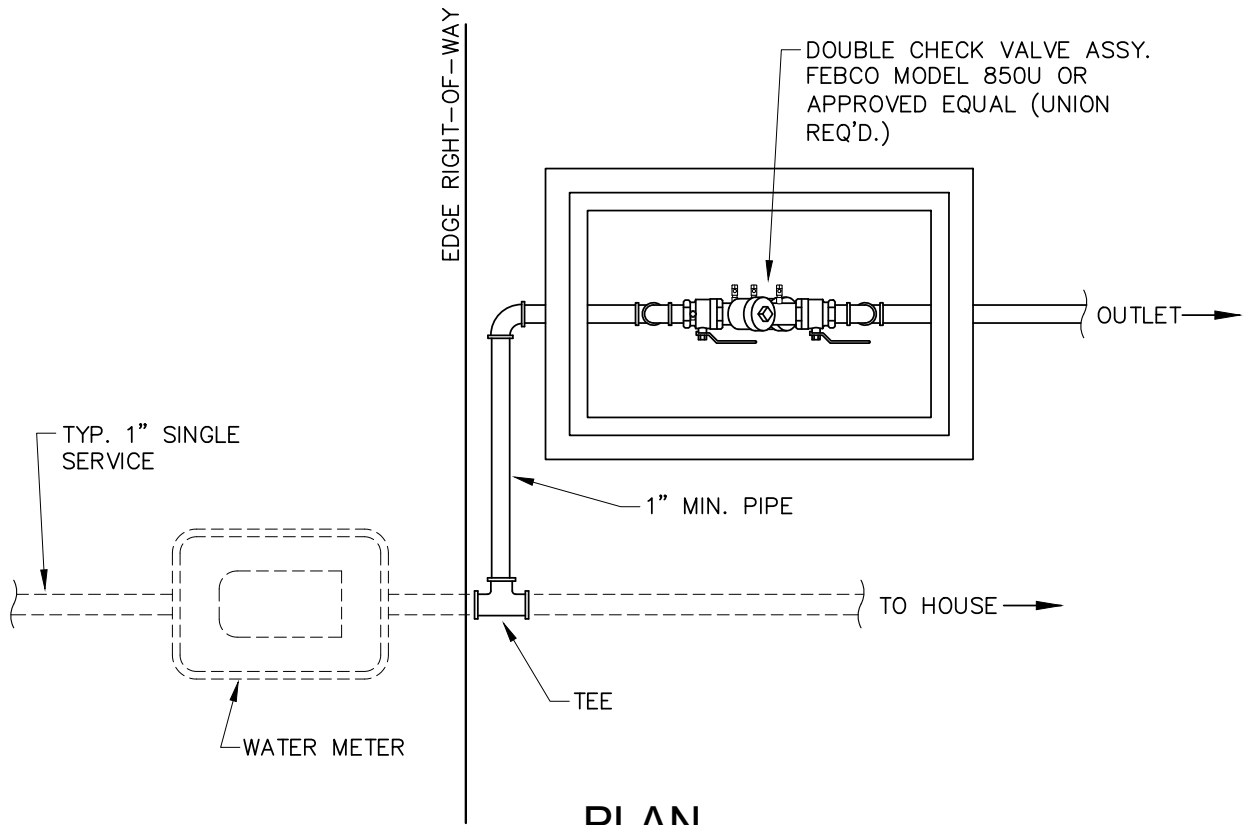 EDGE RIGHT-OF-WAY
DOUBLE CHECK VALVE ASSY.
FEBCO MODEL 850U OR
APPROVED EQUAL (UNION
REQ'D.)
OUTLET
TYP. 1" SINGLE
SERVICE
1" MIN. PIPE
TO HOUSE
TEE
WATER METER
PLAN